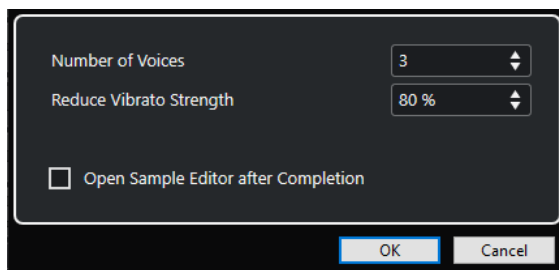 Number of Voices 3
Reduce Vibrato Strength 80 %
Open Sample Editor after Completion
OK Cancel